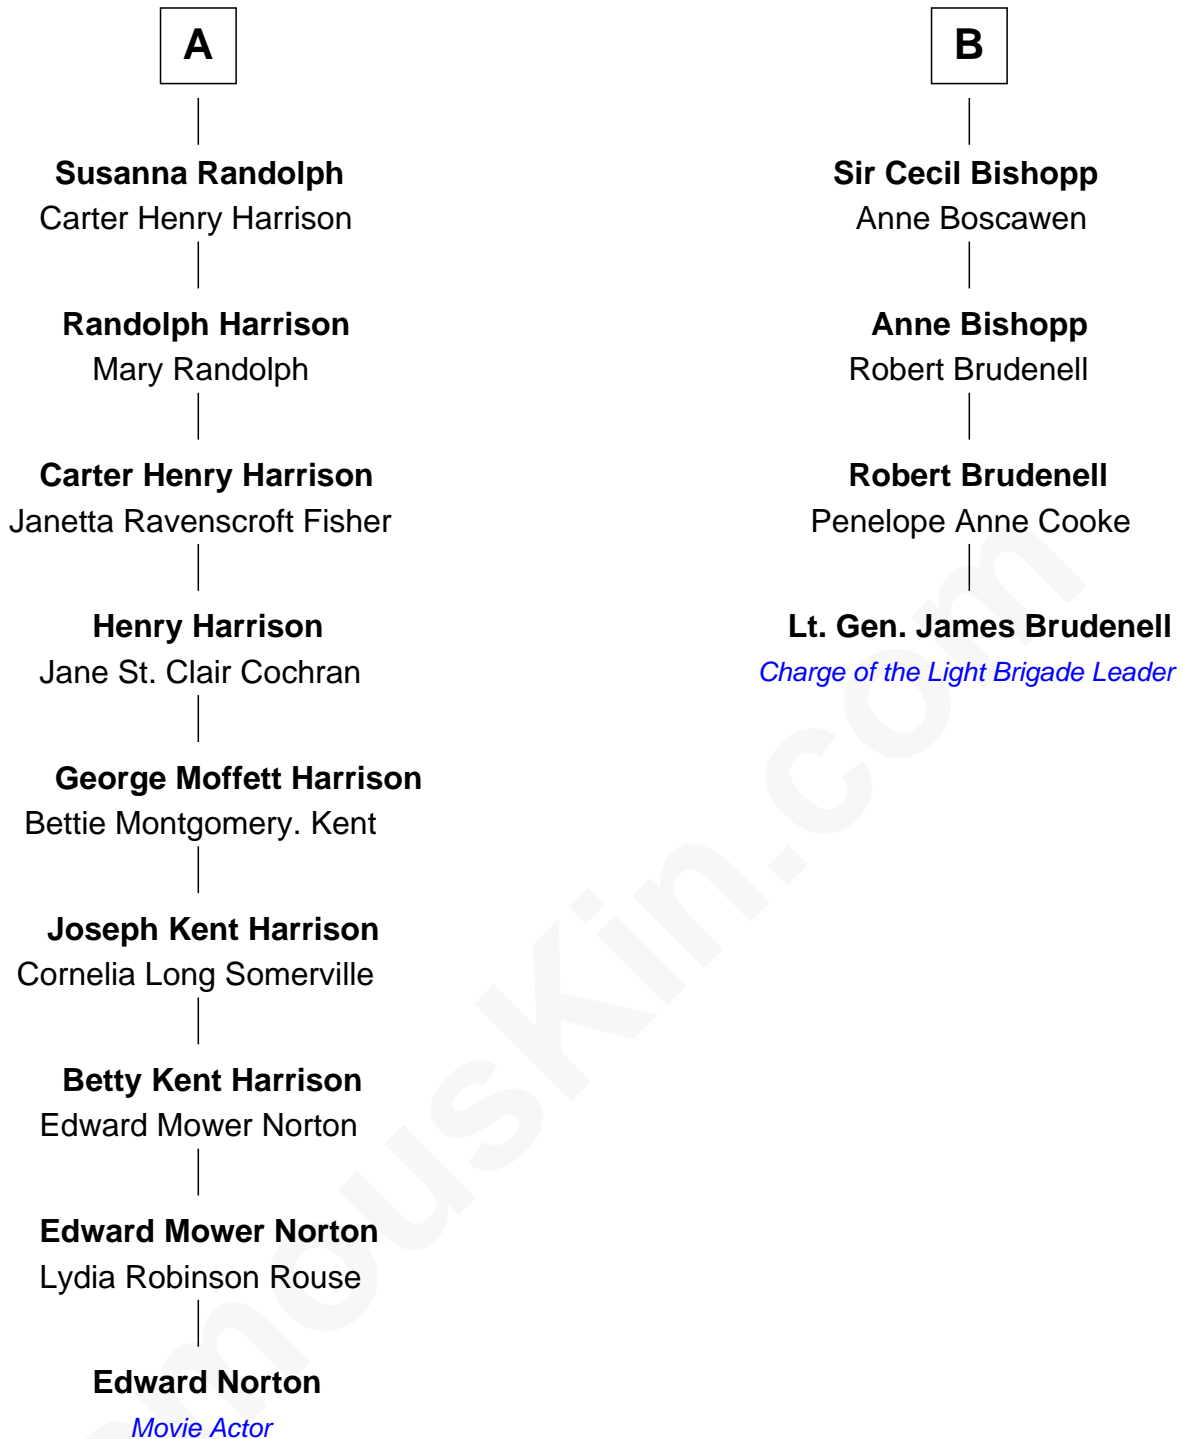 A
Susanna Randolph
Carter Henry Harrison
Randolph Harrison
Mary Randolph
Carter Henry Harrison
Janetta Ravenscroft Fisher
Henry Harrison
Jane St. Clair Cochran
George Moffett Harrison
Bettie Montgomery. Kent
Joseph Kent Harrison
Cornelia Long Somerville
Betty Kent Harrison
Edward Mower Norton
Edward Mower Norton
Lydia Robinson Rouse
Edward Norton
Movie Actor
B
Sir Cecil Bishopp
Anne Boscawen
Anne Bishopp
Robert Brudenell
Robert Brudenell
Penelope Anne Cooke
Lt. Gen. James Brudenell
Charge of the Light Brigade Leader
mousKin.com